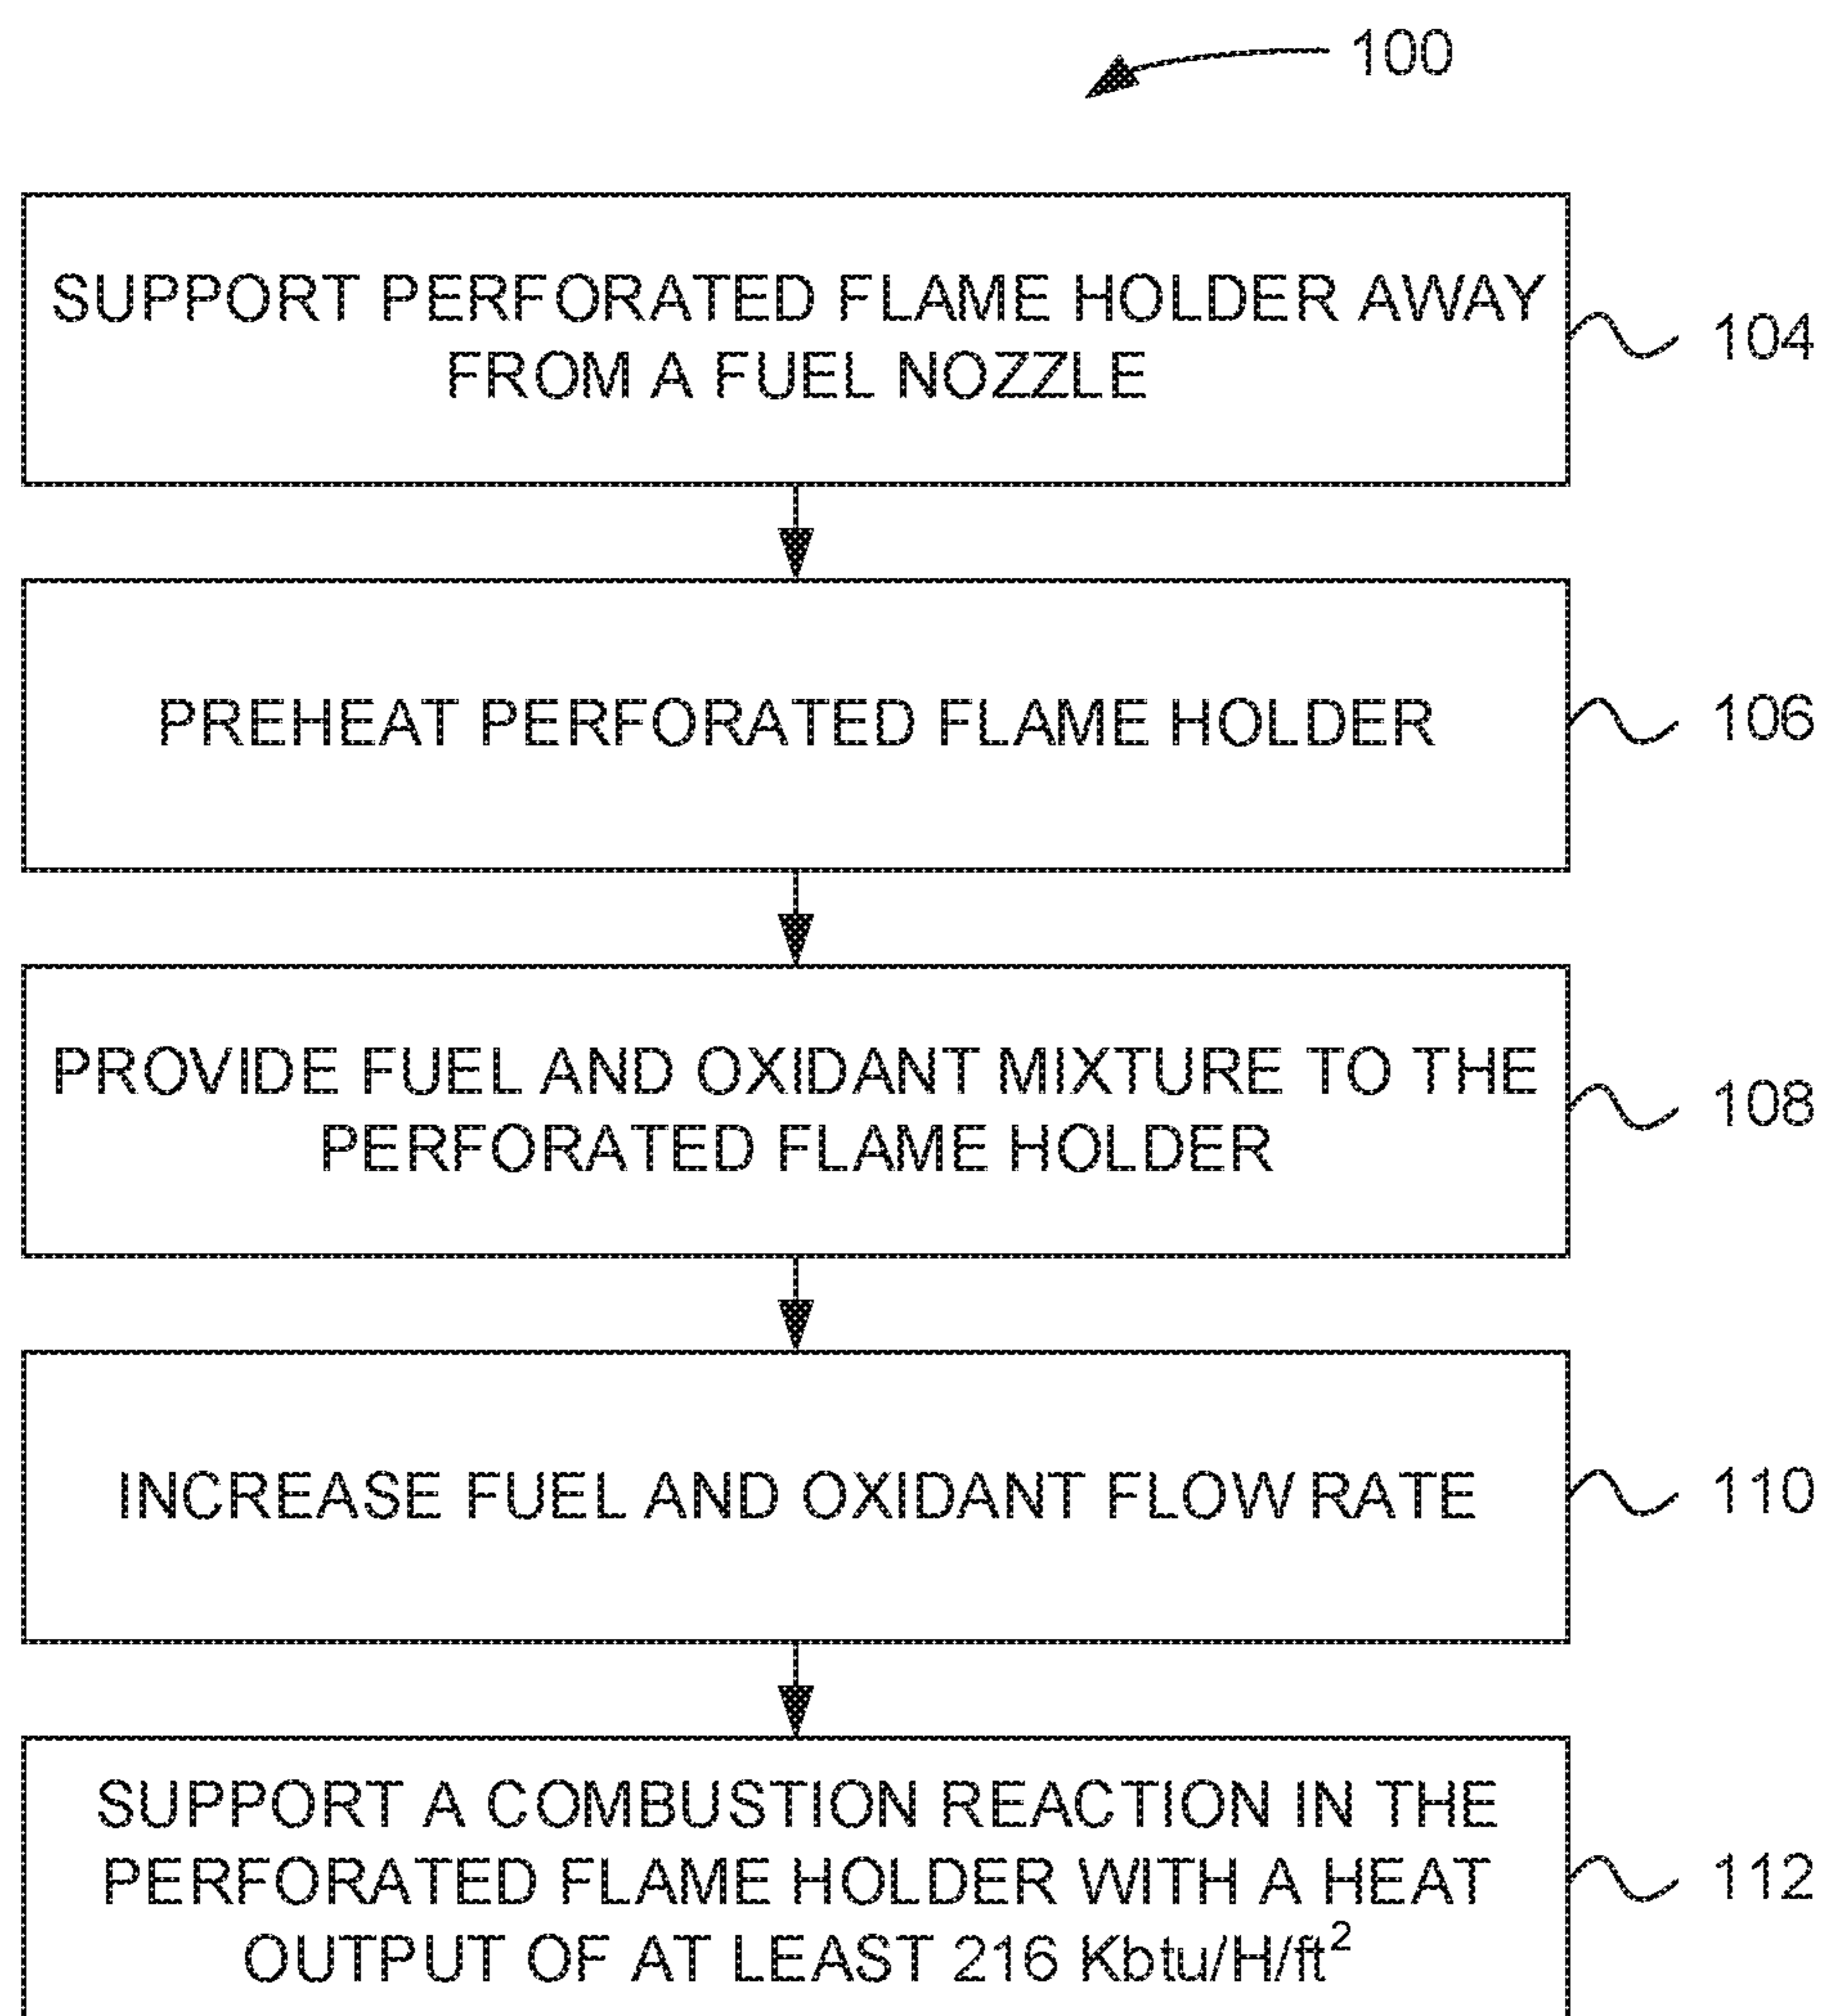 100
SUPPORT PERFORATED FLAME HOLDER AWAY
FROM A FUEL NOZZLE
104
PREHEAT PERFORATED FLAME HOLDER
106
PROVIDE FUEL AND OXIDANT MIXTURE TO THE
PERFORATED FLAME HOLDER
108
INCREASE FUEL AND OXIDANT FLOW RATE
110
SUPPORT A COMBUSTION REACTION IN THE
PERFORATED FLAME HOLDER WITH A HEAT
OUTPUT OF AT LEAST 216 Kbtu/H/ft²
112